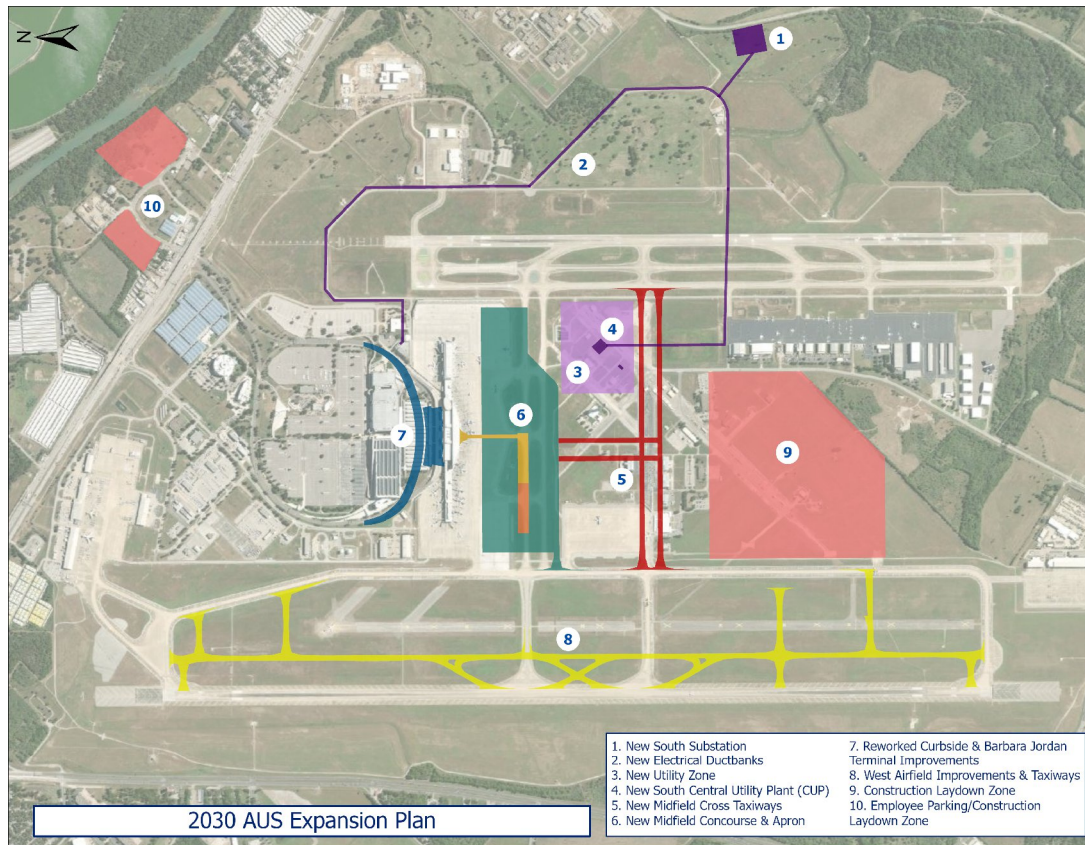 N
1
2
10
4
3
6
7
9
5
8
1. New South Substation
2. New Electrical Ductbanks
3. New Utility Zone
4. New South Central Utility Plant (CUP)
5. New Midfield Cross Taxiways
6. New Midfield Concourse & Apron
7. Reworked Curbside & Barbara Jordan
Terminal Improvements
8. West Airfield Improvements & Taxiways
9. Construction Laydown Zone
10. Employee Parking/Construction
Laydown Zone
2030 AUS Expansion Plan